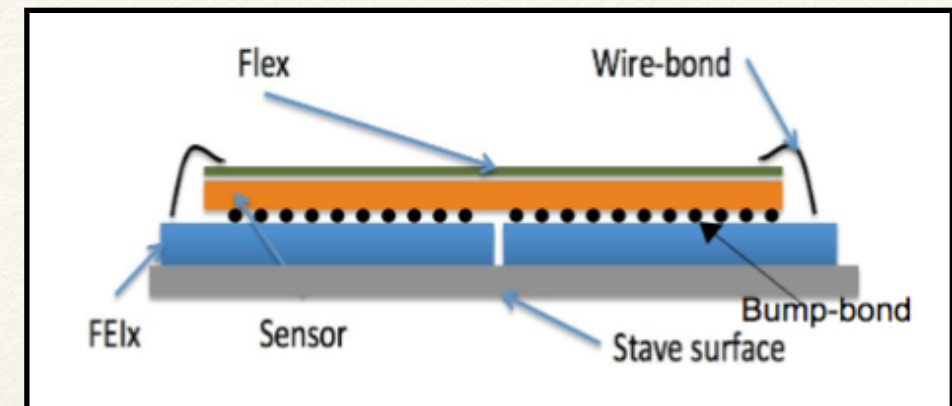 Flex
Wire-bond
FEIx
Sensor
Stave surface
Bump-bond